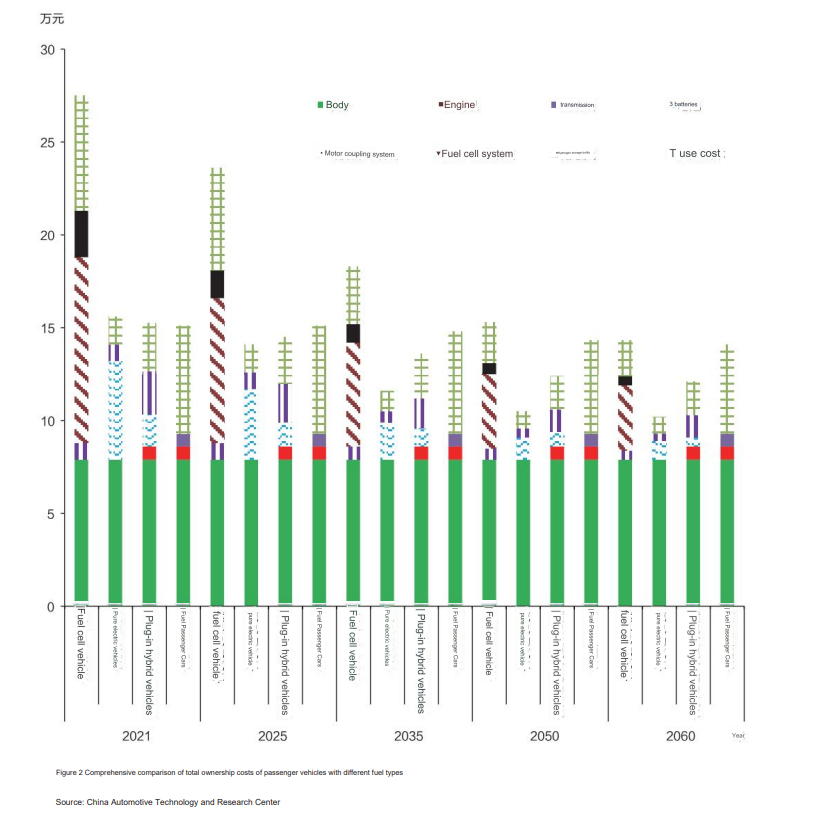 万元
30
25
20
15
10
5
0
Body
Engine
transmission
3 batteries
Motor coupling system
Fuel cell system
T use cost
Fuel cell vehicle
Pure electric vehicles
Plug-in hybrid vehicles
Fuel Passenger Cars
fuel cell vehicle
Plug-in hybrid vehicles
Fuel Passenger Cars
Fuel cell vehicle
Pure electric vehicles
Plug-in hybrid vehicles
Fuel Passenger Cars
Fuel cell vehicle
pure electric vehicle
Plug-in hybrid vehicles
Fuel Passenger Cars
fuel cell vehicle
pure electric vehicle
Plug-in hybrid vehicles
Fuel Passenger Cars
2021
2025
2035
2050
2060
Year
Figure 2 Comprehensive comparison of total ownership costs of passenger vehicles with different fuel types
Source: China Automotive Technology and Research Center